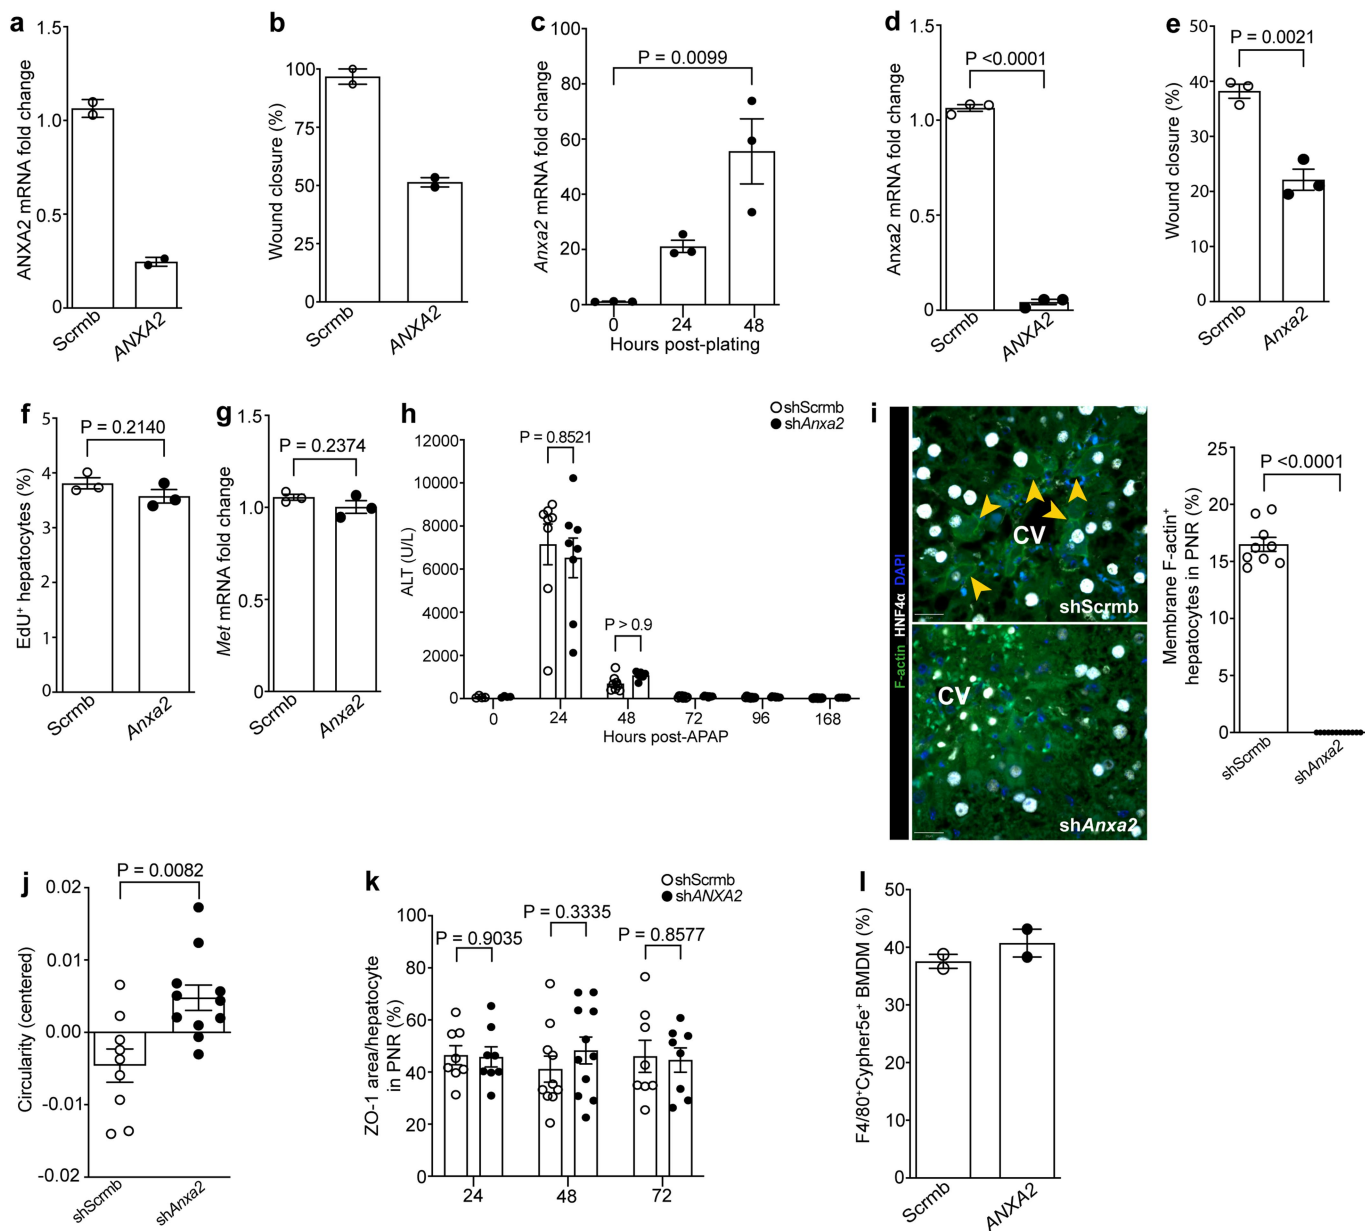 a
ANXA2 mRNA fold change
1.5
1.0
0.5
0
Scrmb
ANXA2
b
Wound closure (%)
100
75
50
25
0
Scrmb
ANXA2
c
Anxa2 mRNA fold change
100
80
60
40
20
0
P = 0.0099
0
24
48
Hours post-plating
d
Anxa2 mRNA fold change
1.5
1.0
0.5
0
P <0.0001
Scrmb
ANXA2
e
Wound closure (%)
50
40
30
20
10
0
P = 0.0021
Scrmb
Anxa2
f
EdU⁺ hepatocytes (%)
5
4
3
2
1
0
P = 0.2140
Scrmb
Anxa2
g
Met mRNA fold change
1.5
1.0
0.5
0
P = 0.2374
Scrmb
Anxa2
h
shScrmb
shAnxa2
ALT (U/L)
12000
10000
8000
6000
4000
2000
0
P = 0.8521
P > 0.9
0
24
48
72
96
168
Hours post-APAP
i
F-actin HNF4α DAPI
CV
shScrmb
CV
shAnxa2
Membrane F-actin⁺
hepatocytes in PNR (%)
25
20
15
10
5
0
P <0.0001
shScrmb
shAnxa2
j
Circularity (centered)
0.02
0.01
0.00
-0.01
-0.02
P = 0.0082
shScrmb
shAnxa2
k
shScrmb
shANXA2
ZO-1 area/hepatocyte
in PNR (%)
100
80
60
40
20
0
P = 0.9035
P = 0.3335
P = 0.8577
24
48
72
l
F4/80⁺Cypher5e⁺ BMDM (%)
50
40
30
20
10
0
Scrmb
ANXA2